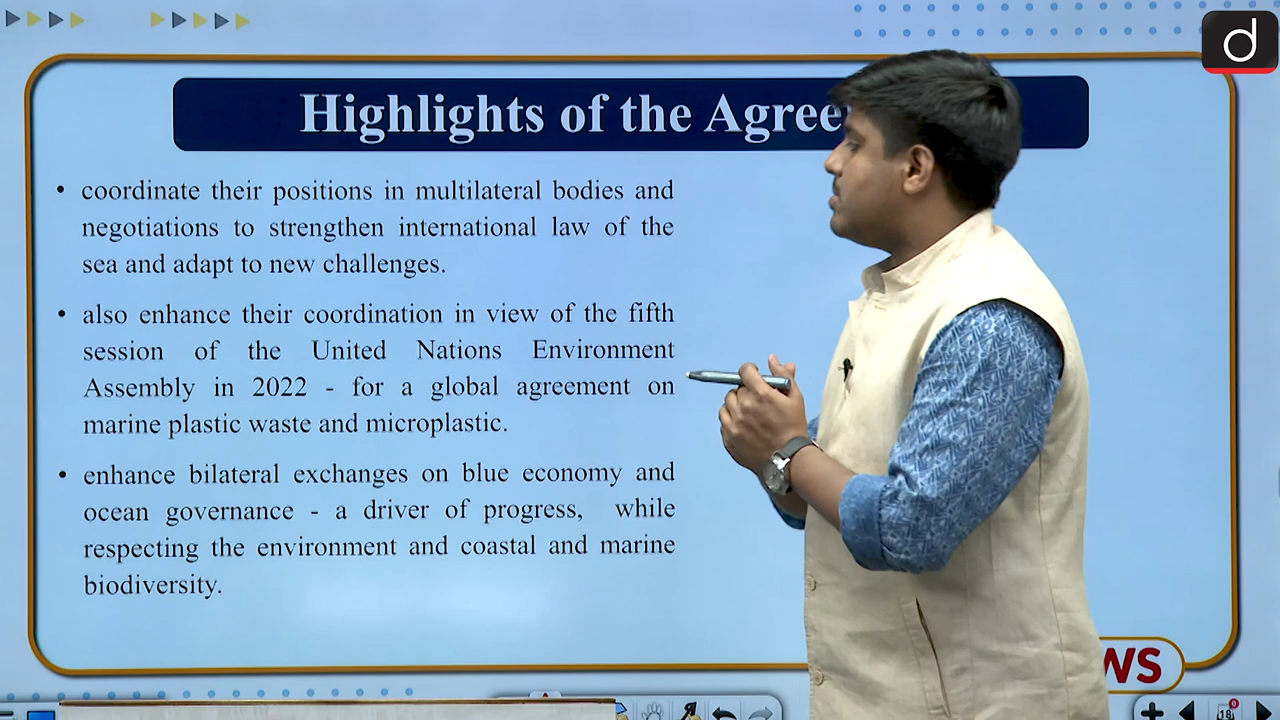 d
Highlights of the Agree
• coordinate their positions in multilateral bodies and
negotiations to strengthen international law of the
sea and adapt to new challenges.
• also enhance their coordination in view of the fifth
session of the United Nations Environment
Assembly in 2022 - for a global agreement on
marine plastic waste and microplastic.
• enhance bilateral exchanges on blue economy and
ocean governance - a driver of progress, while
respecting the environment and coastal and marine
biodiversity.
WS
18